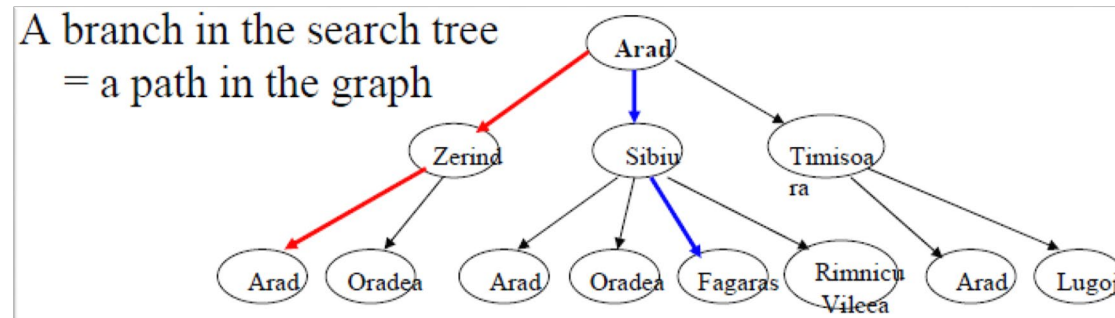 A branch in the search tree
= a path in the graph
Arad
Zerind
Sibiu
Timisoa
ra
Arad
Oradea
Arad
Oradea
Fagaras
Rimnicu
Vilcea
Arad
Lugoj